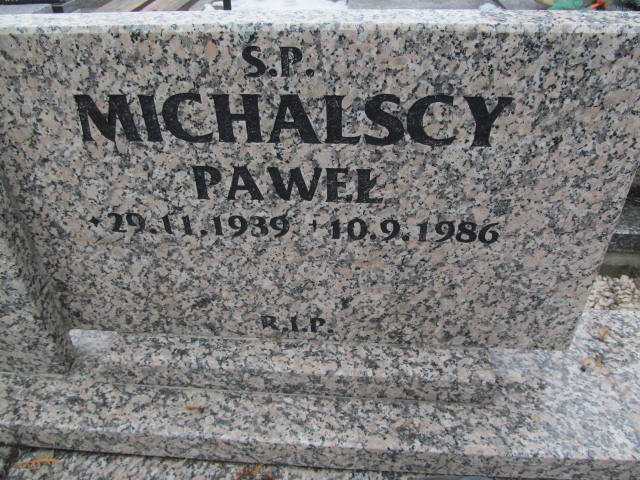 Ś.P.
MICHALSCY
PAWEŁ
*29.11.1939 +10.9.1986
R.I.P.